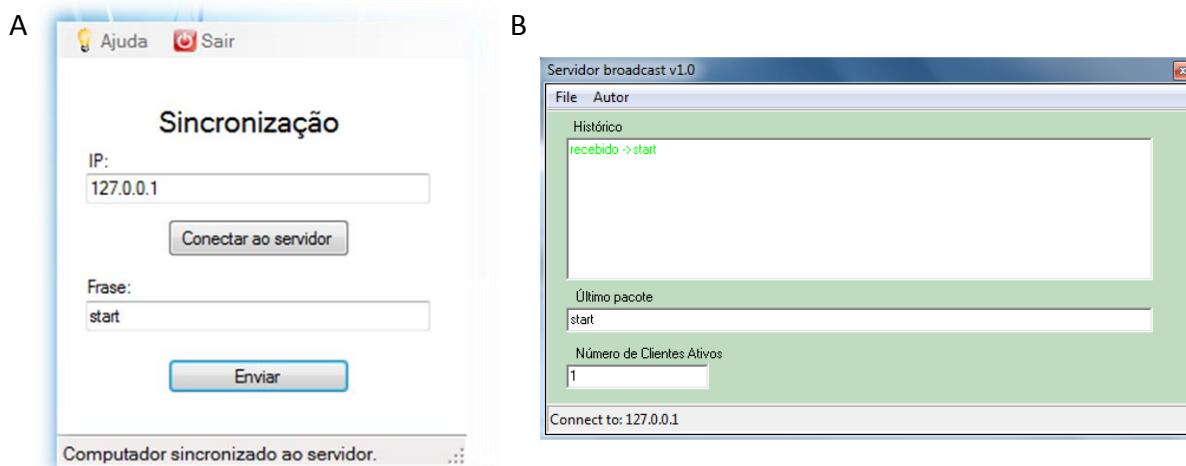 A
Ajuda Sair
Sincronização
IP:
127.0.0.1
Conectar ao servidor
Frase:
start
Enviar
Computador sincronizado ao servidor.
B
Servidor broadcast v1.0
File Autor
Histórico
recebido ->start
Último pacote
start
Número de Clientes Ativos
1
Connect to: 127.0.0.1